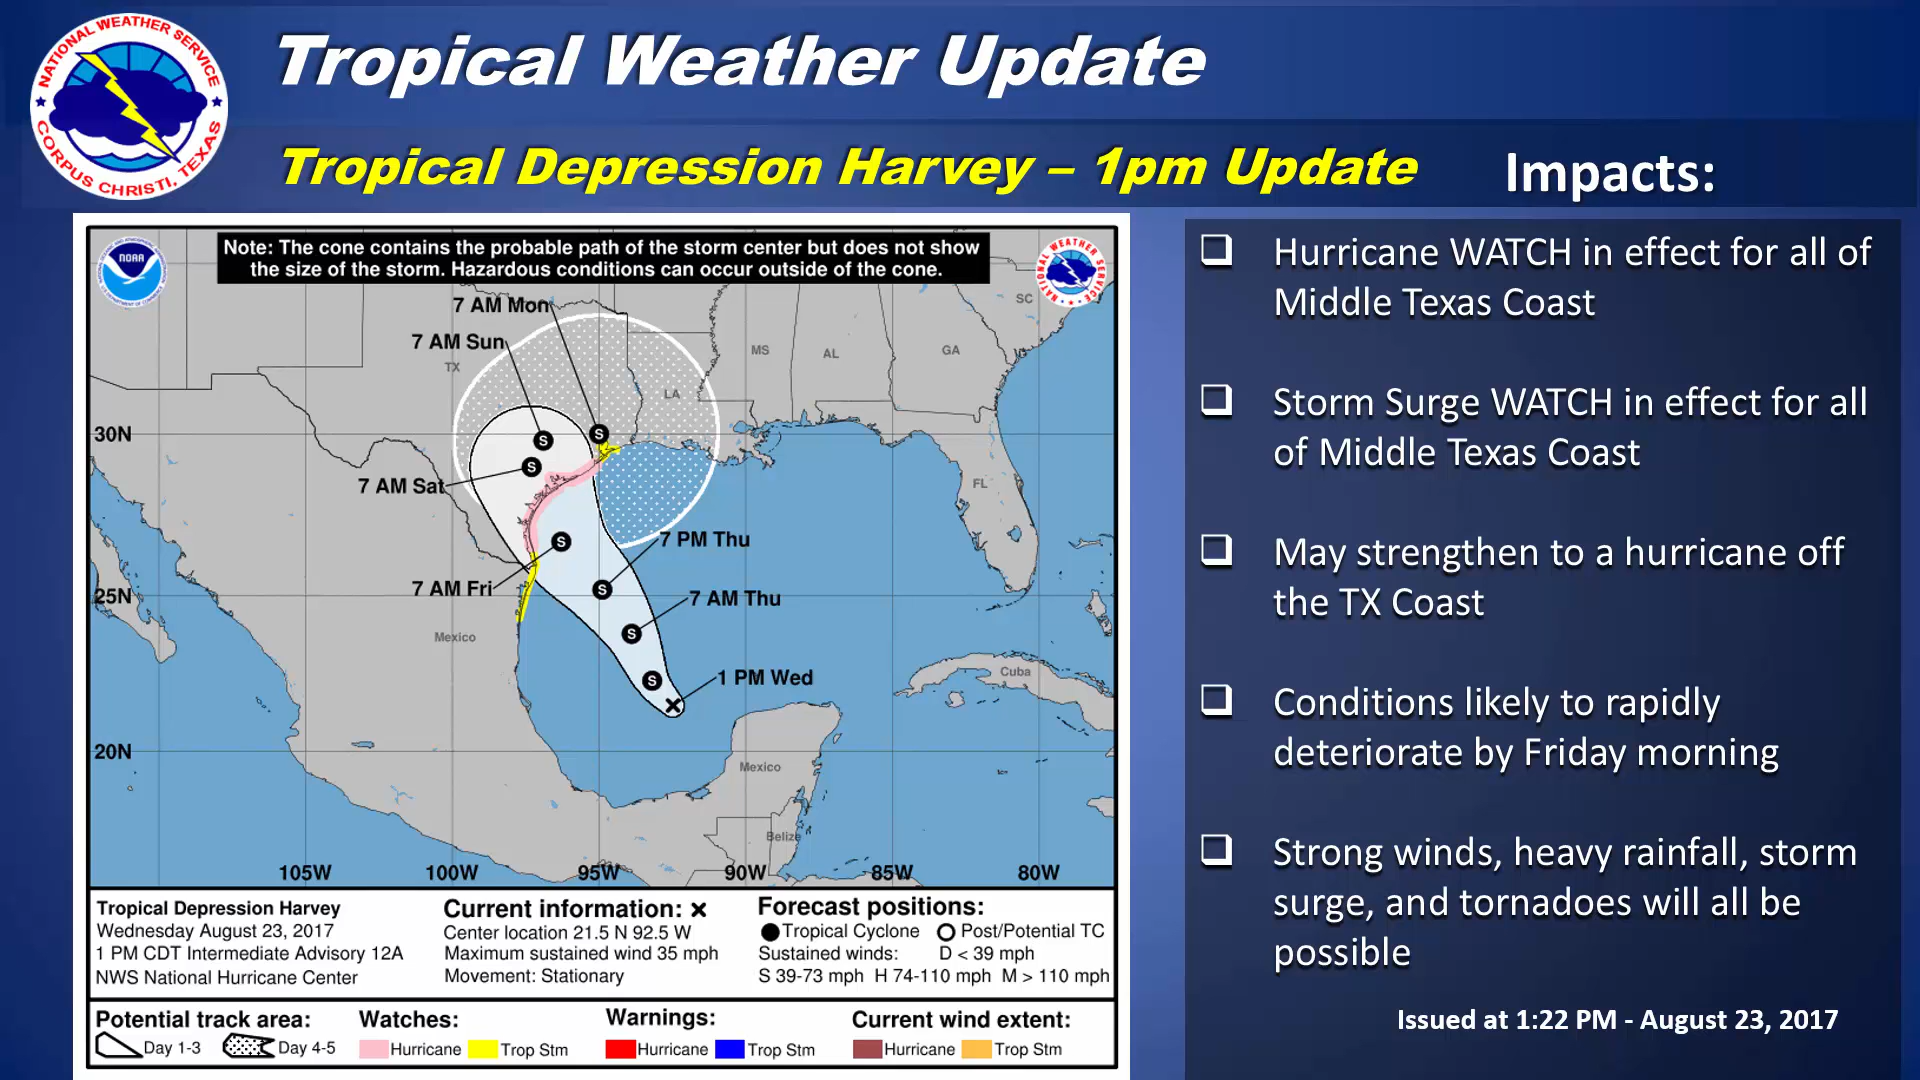 NATIONAL WEATHER SERVICE
CORPUS CHRISTI, TEXAS
Tropical Weather Update
Tropical Depression Harvey – 1pm Update
Impacts:
NOAA
Note: The cone contains the probable path of the storm center but does not show
the size of the storm. Hazardous conditions can occur outside of the cone.
7 AM Mon
7 AM Sun
7 AM Sat
7 AM Fri
7 PM Thu
7 AM Thu
1 PM Wed
S
S
S
S
S
S
S
TX
LA
MS
AL
GA
SC
FL
Mexico
Cuba
Mexico
Belize
30N
25N
20N
105W
100W
95W
90W
85W
80W
Tropical Depression Harvey
Wednesday August 23, 2017
1 PM CDT Intermediate Advisory 12A
NWS National Hurricane Center
Current information: ×
Center location 21.5 N 92.5 W
Maximum sustained wind 35 mph
Movement: Stationary
Forecast positions:
Tropical Cyclone Post/Potential TC
Sustained winds: D < 39 mph
S 39-73 mph H 74-110 mph M > 110 mph
Potential track area:
Day 1-3 Day 4-5
Watches:
Hurricane Trop Stm
Warnings:
Hurricane Trop Stm
Current wind extent:
Hurricane Trop Stm
Hurricane WATCH in effect for all of
Middle Texas Coast
Storm Surge WATCH in effect for all
of Middle Texas Coast
May strengthen to a hurricane off
the TX Coast
Conditions likely to rapidly
deteriorate by Friday morning
Strong winds, heavy rainfall, storm
surge, and tornadoes will all be
possible
Issued at 1:22 PM - August 23, 2017